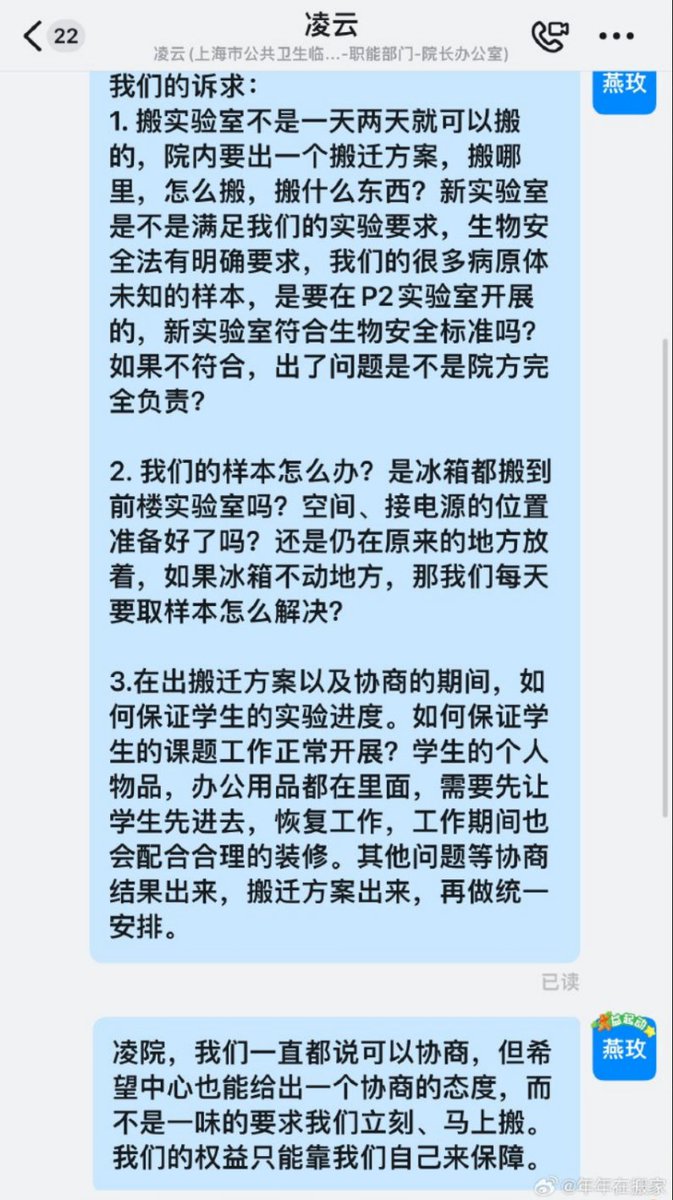 22
凌云
凌云(上海市公共卫生临...-职能部门-院长办公室)
燕玫
我们的诉求：
1. 搬实验室不是一天两天就可以搬
的，院内要出一个搬迁方案，搬哪
里，怎么搬，搬什么东西？新实验室
是不是满足我们的实验要求，生物安
全法有明确要求，我们的很多病原体
未知的样本，是要在P2实验室开展
的，新实验室符合生物安全标准吗？
如果不符合，出了问题是不是院方完
全负责？
2. 我们的样本怎么办？是冰箱都搬到
前楼实验室吗？空间、接电源的位置
准备好了吗？还是仍在原来的地方放
着，如果冰箱不动地方，那我们每天
要取样本怎么解决？
3.在出搬迁方案以及协商的期间，如
何保证学生的实验进度。如何保证学
生的课题工作正常开展？学生的个人
物品，办公用品都在里面，需要先让
学生先进去，恢复工作，工作期间也
会配合合理的装修。其他问题等协商
结果出来，搬迁方案出来，再做统一
安排。
已读
益起动
燕玫
凌院，我们一直都说可以协商，但希
望中心也能给出一个协商的态度，而
不是一味的要求我们立刻、马上搬。
我们的权益只能靠我们自己来保障。
@年年在搬家